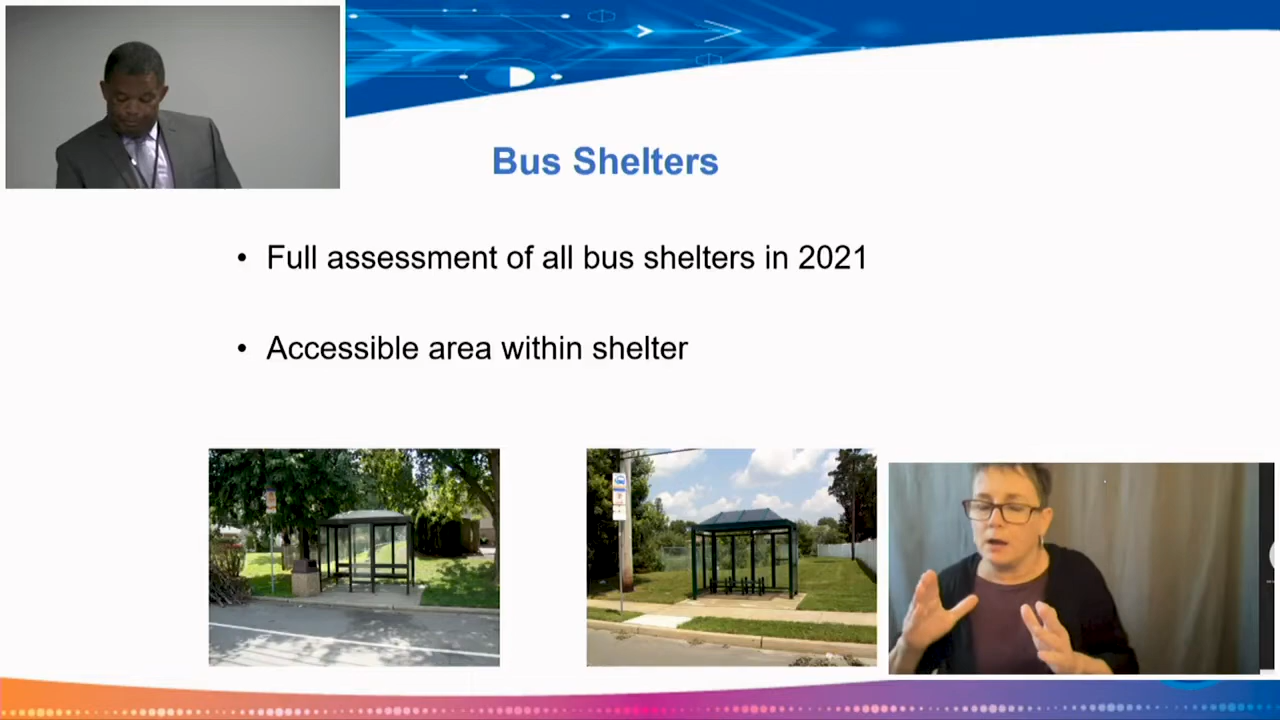 Bus Shelters
• Full assessment of all bus shelters in 2021
• Accessible area within shelter